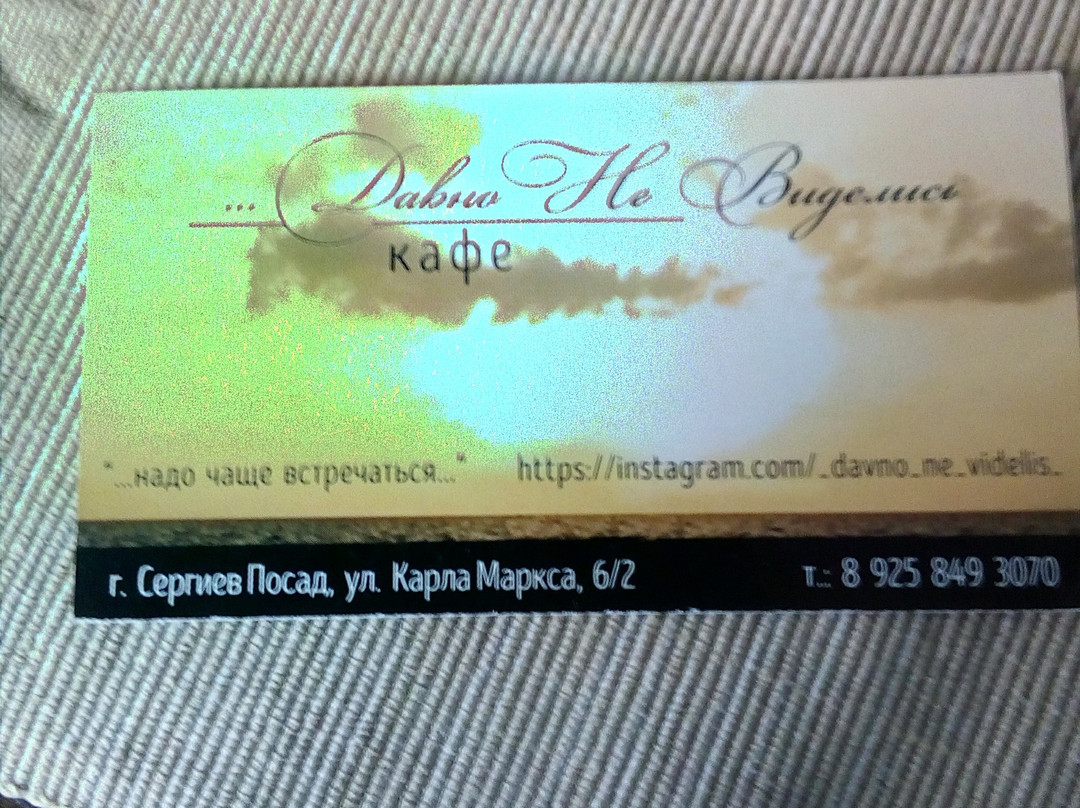 ... Давно Не Виделись
кафе
"...надо чаще встречаться..." https://instagram.com/_davno_ne_videlis_
г. Сергиев Посад, ул. Карла Маркса, 6/2 т.: 8 925 849 3070